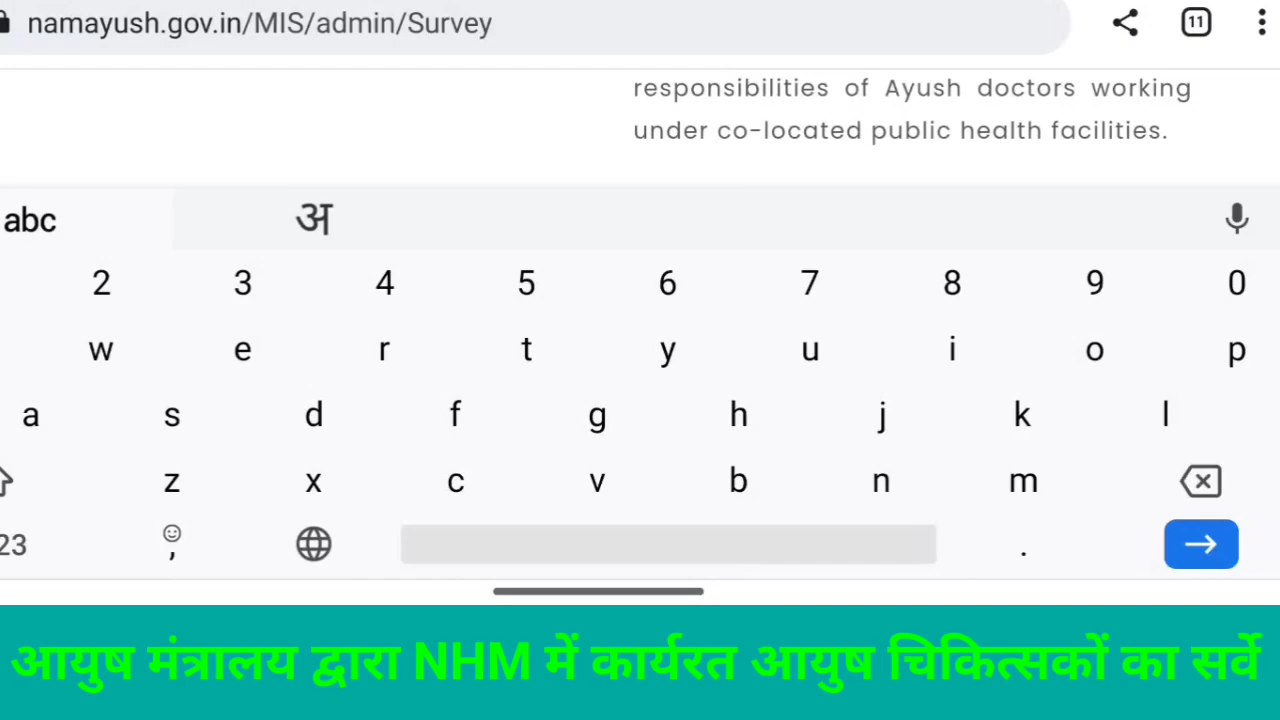 namayush.gov.in/MIS/admin/Survey
11
responsibilities of Ayush doctors working
under co-located public health facilities.
abc अ
2 3 4 5 6 7 8 9 0
w e r t y u i o p
a s d f g h j k l
z x c v b n m
23 , .
आयुष मंत्रालय द्वारा NHM में कार्यरत आयुष चिकित्सकों का सर्वे